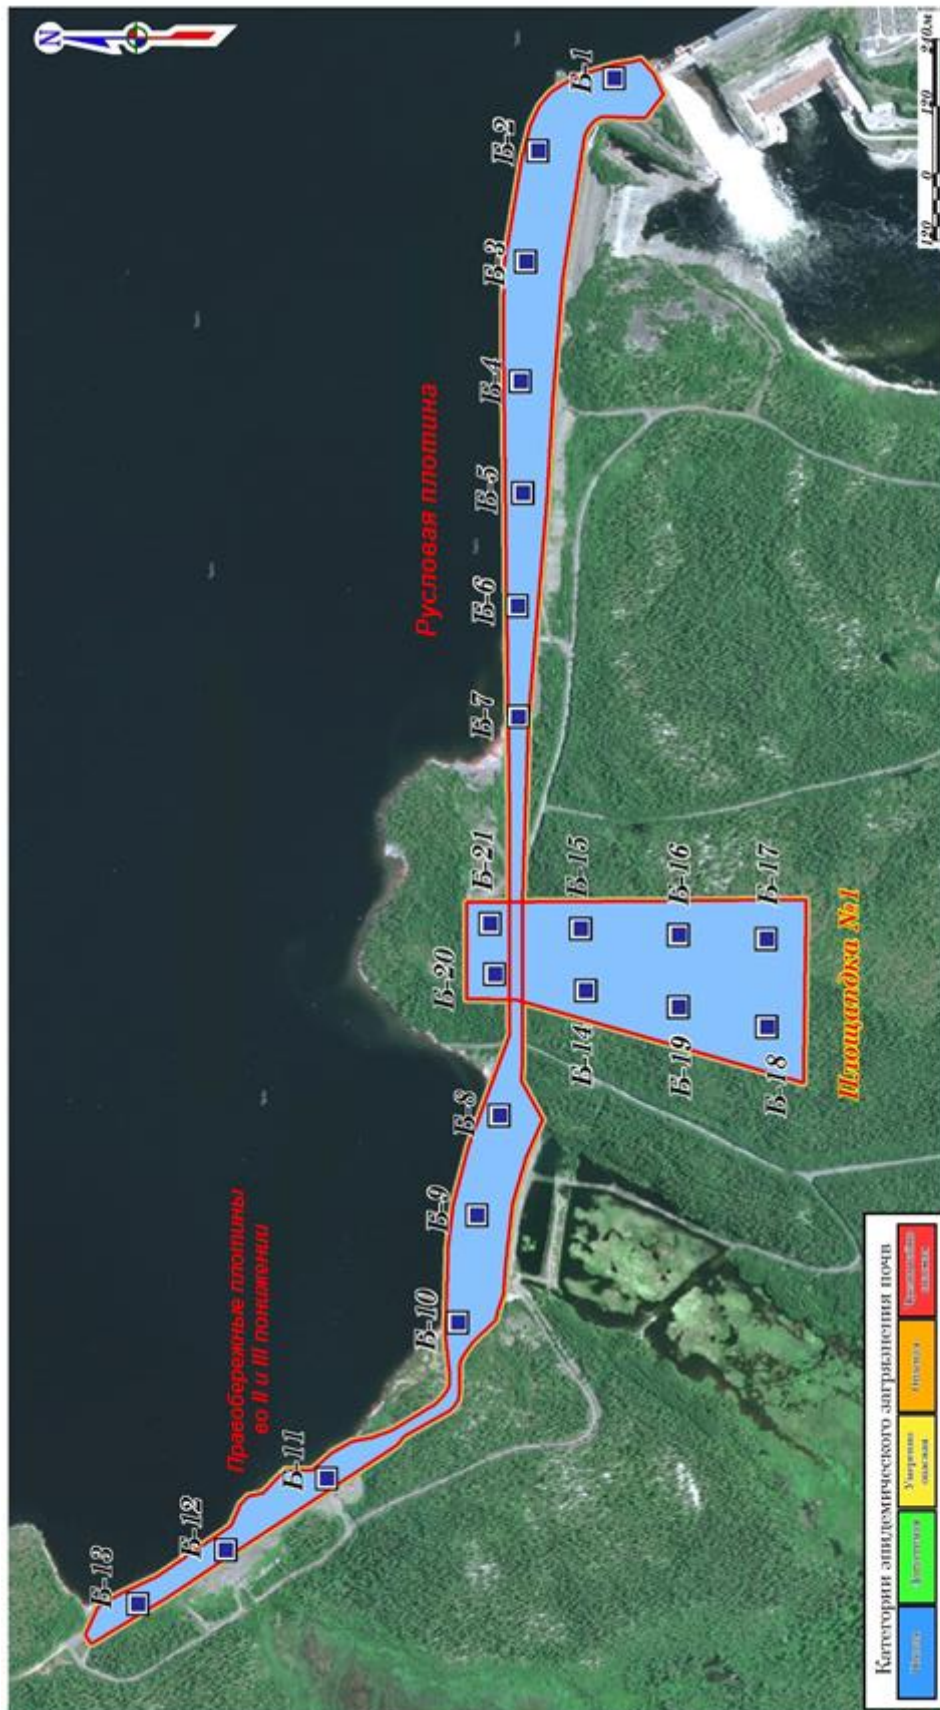 N
Б-13
Б-12
Б-11
Правобережные плотины
во II и III понижении
Б-10
Б-9
Б-8
Б-20
Б-21
Б-7
Русловая плотина
Б-6
Б-5
Б-4
Б-3
Б-2
Б-1
Б-14
Б-15
Б-19
Б-16
Б-18
Б-17
Площадка №1
Категории эпидемического загрязнения почв
Чистая
Допустимая
Умеренно
опасная
Опасная
Чрезвычайно
опасная
120 0 120 240м